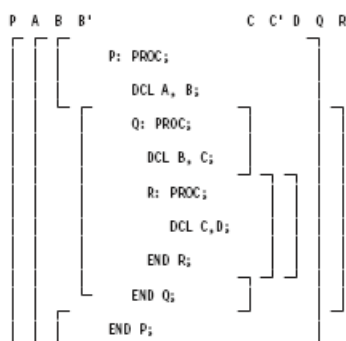 P A B B' C C' D Q R
P: PROC;
DCL A, B;
Q: PROC;
DCL B, C;
R: PROC;
DCL C,D;
END R;
END Q;
END P;